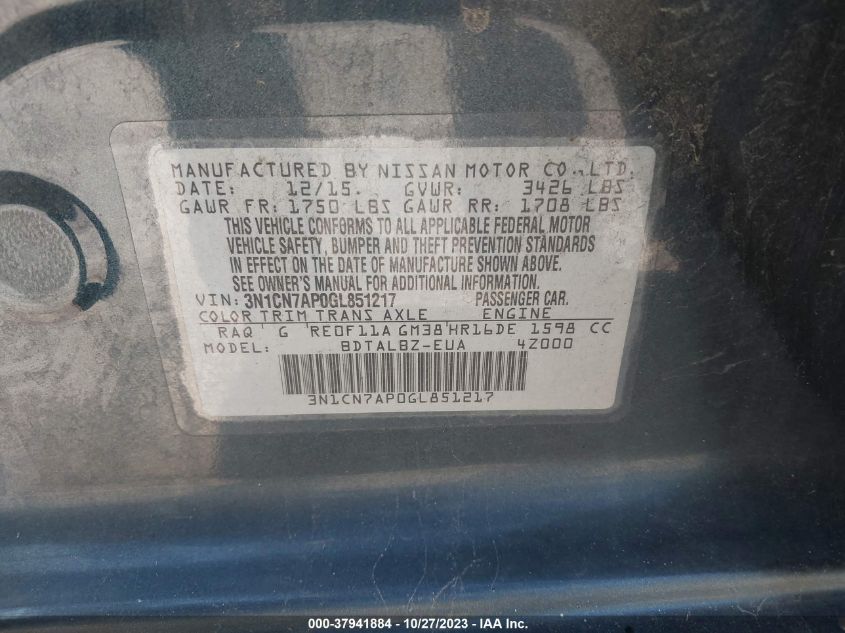 MANUFACTURED BY NISSAN MOTOR CO., LTD.
DATE: 12/15. GVWR: 3426 LBS
GAWR FR: 1750 LBS GAWR RR: 1708 LBS
THIS VEHICLE CONFORMS TO ALL APPLICABLE FEDERAL MOTOR
VEHICLE SAFETY, BUMPER AND THEFT PREVENTION STANDARDS
IN EFFECT ON THE DATE OF MANUFACTURE SHOWN ABOVE.
SEE OWNER'S MANUAL FOR ADDITIONAL INFORMATION.
VIN: 3N1CN7AP0GL851217 PASSENGER CAR.
COLOR TRIM TRANS AXLE ENGINE
RAQ G RE0F11A GM38 HR16DE 1598 CC
MODEL: BDTALBZ-EUA 4Z000
3N1CN7AP0GL851217
000-37941884 - 10/27/2023 - IAA Inc.